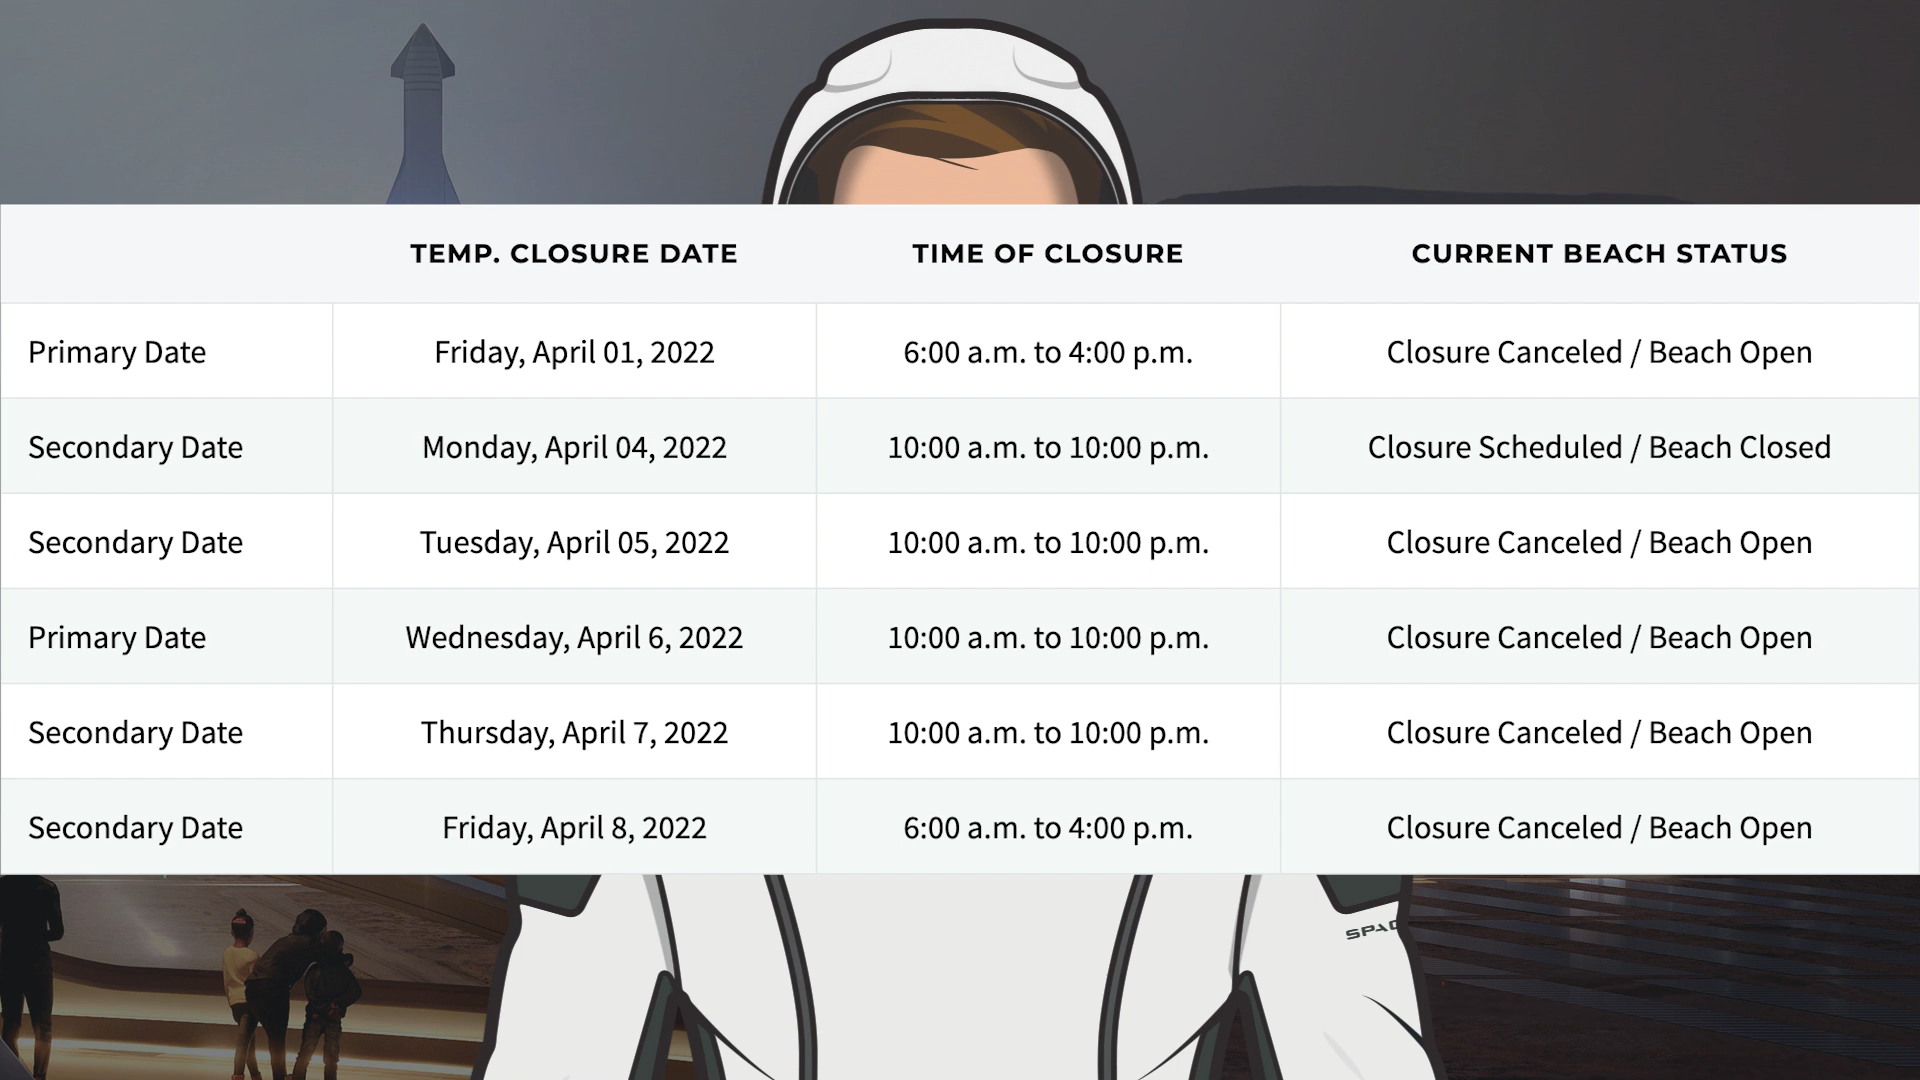 TEMP. CLOSURE DATE TIME OF CLOSURE CURRENT BEACH STATUS
Primary Date Friday, April 01, 2022 6:00 a.m. to 4:00 p.m. Closure Canceled / Beach Open
Secondary Date Monday, April 04, 2022 10:00 a.m. to 10:00 p.m. Closure Scheduled / Beach Closed
Secondary Date Tuesday, April 05, 2022 10:00 a.m. to 10:00 p.m. Closure Canceled / Beach Open
Primary Date Wednesday, April 6, 2022 10:00 a.m. to 10:00 p.m. Closure Canceled / Beach Open
Secondary Date Thursday, April 7, 2022 10:00 a.m. to 10:00 p.m. Closure Canceled / Beach Open
Secondary Date Friday, April 8, 2022 6:00 a.m. to 4:00 p.m. Closure Canceled / Beach Open
SPAC